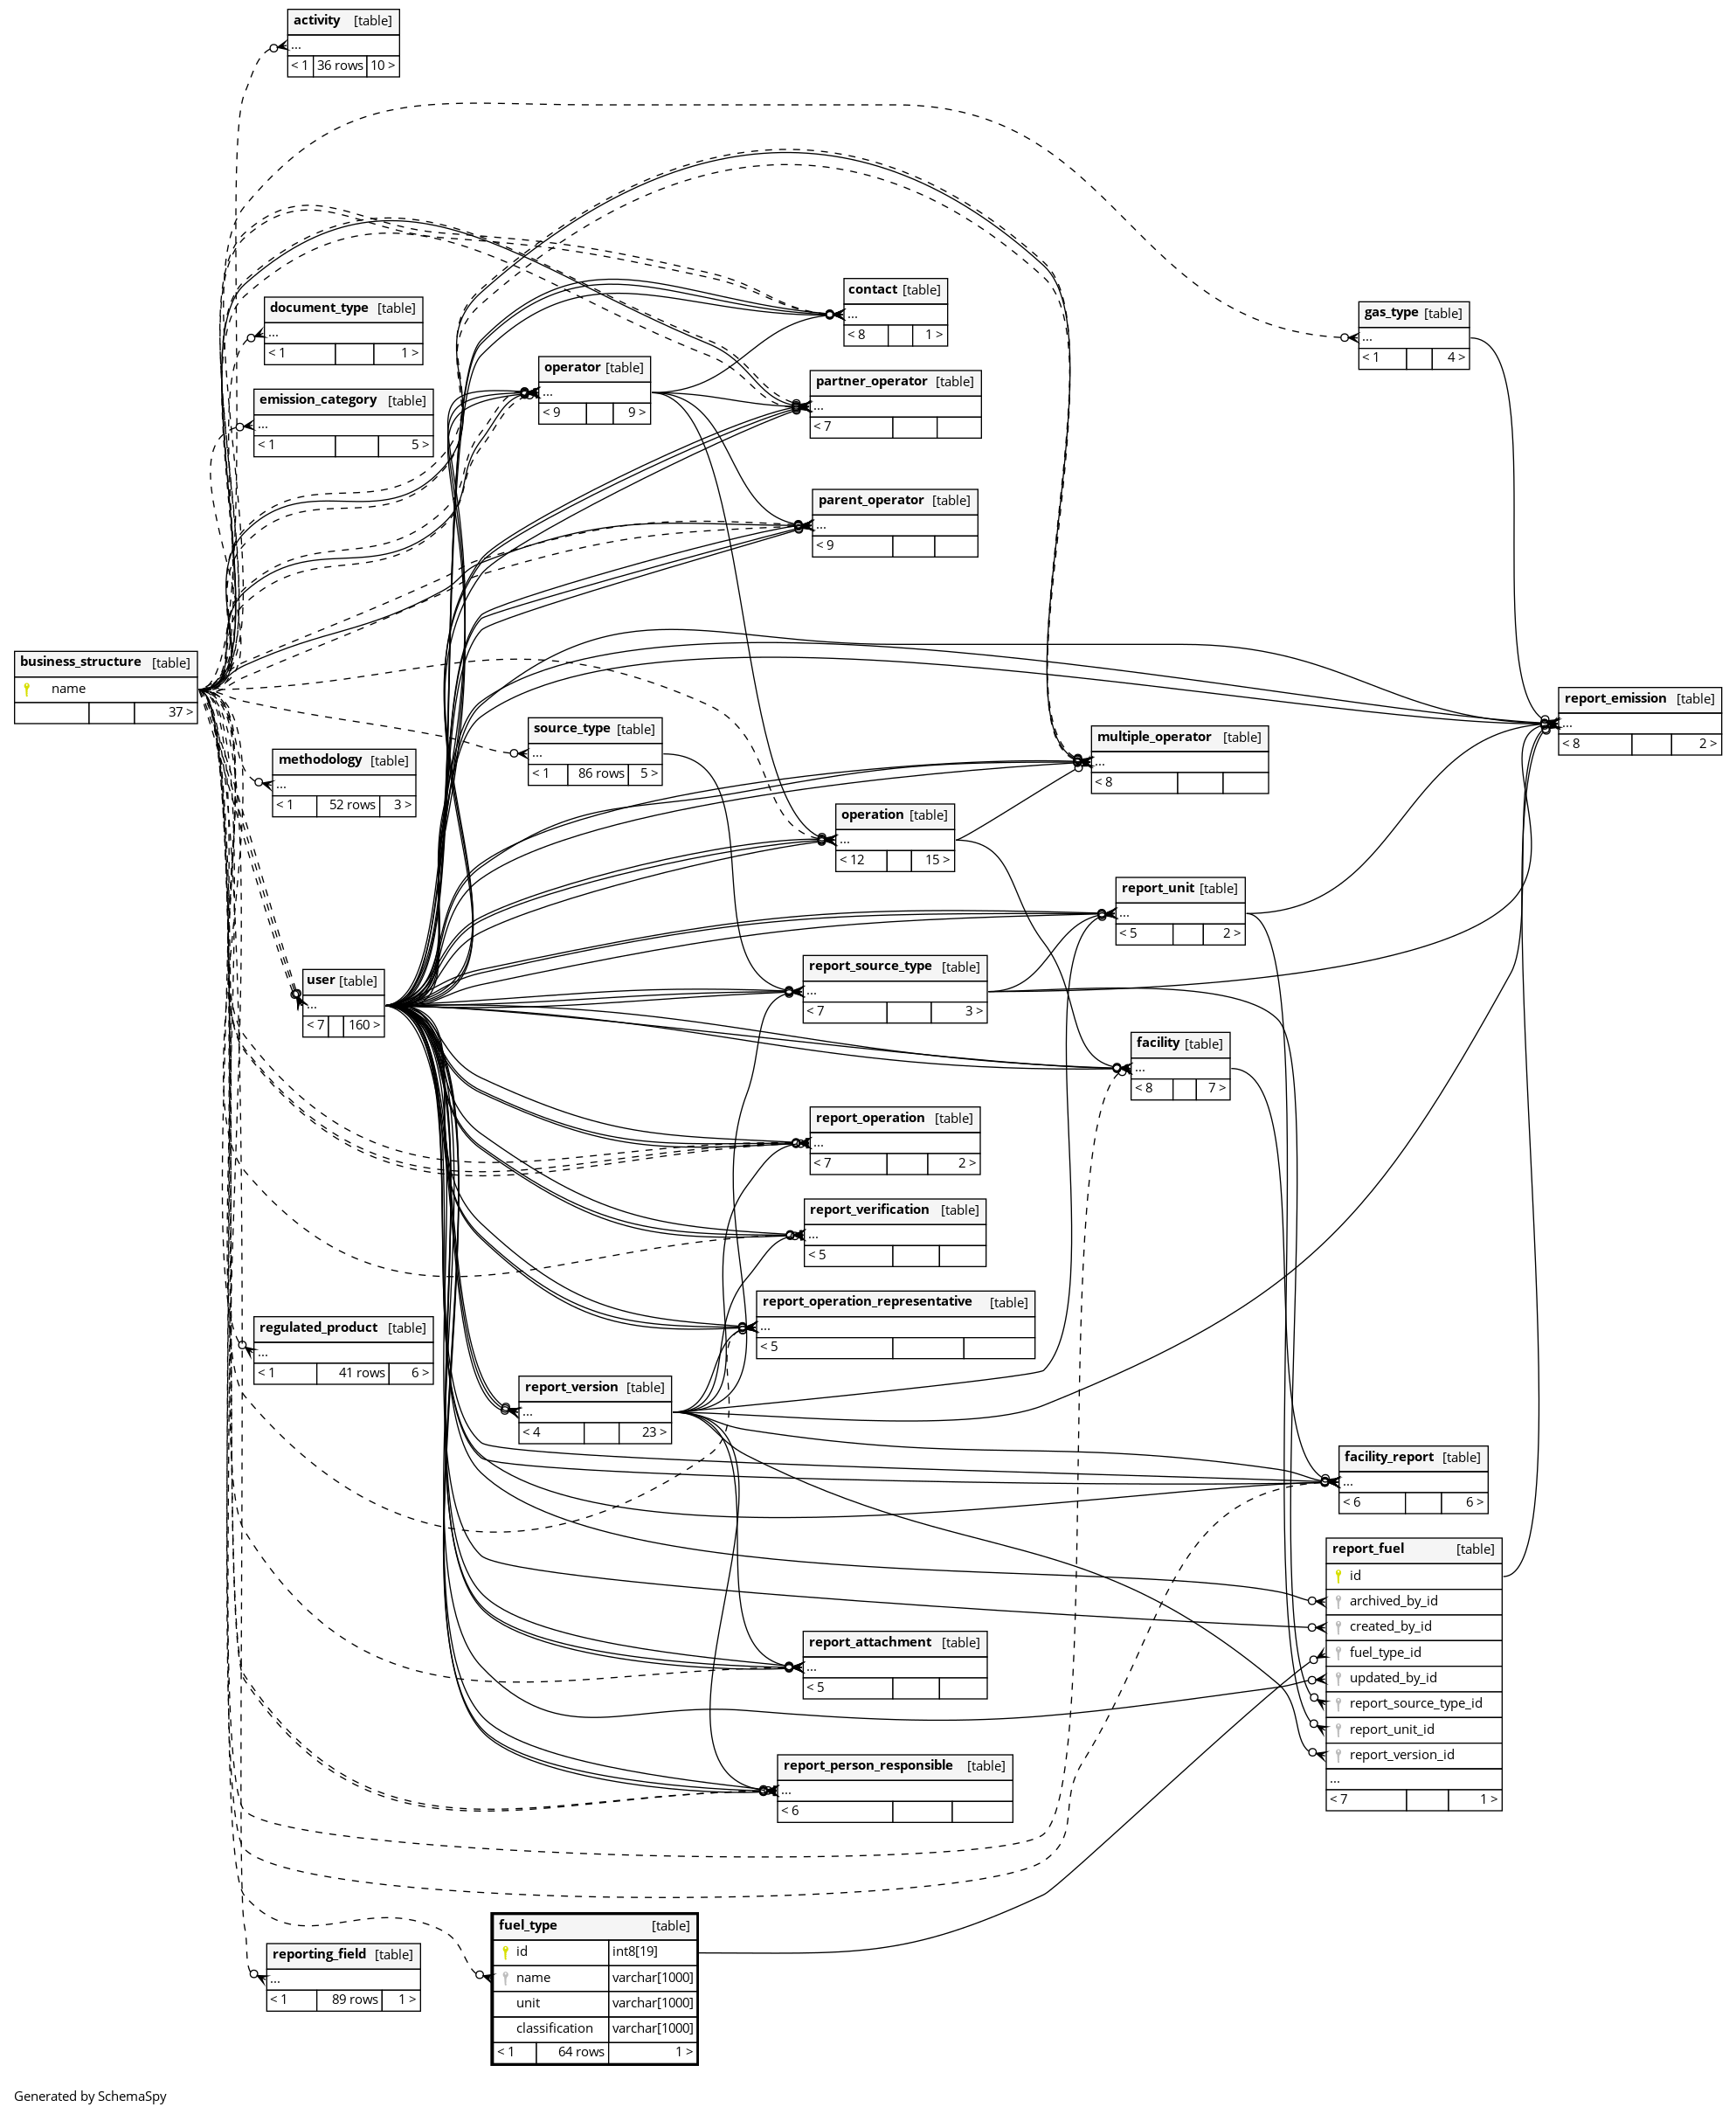 activity [table]
...
< 1 36 rows 10 >
contact [table]
...
< 8 1 >
document_type [table]
...
< 1 1 >
gas_type [table]
...
< 1 4 >
operator [table]
...
< 9 9 >
partner_operator [table]
...
< 7
emission_category [table]
...
< 1 5 >
parent_operator [table]
...
< 9
business_structure [table]
name
37 >
report_emission [table]
...
< 8 2 >
source_type [table]
...
< 1 86 rows 5 >
multiple_operator [table]
...
< 8
methodology [table]
...
< 1 52 rows 3 >
operation [table]
...
< 12 15 >
report_unit [table]
...
< 5 2 >
report_source_type [table]
...
< 7 3 >
user [table]
...
< 7 160 >
facility [table]
...
< 8 7 >
report_operation [table]
...
< 7 2 >
report_verification [table]
...
< 5
report_operation_representative [table]
...
< 5
regulated_product [table]
...
< 1 41 rows 6 >
report_version [table]
...
< 4 23 >
facility_report [table]
...
< 6 6 >
report_fuel [table]
id
archived_by_id
created_by_id
fuel_type_id
updated_by_id
report_source_type_id
report_unit_id
report_version_id
...
< 7 1 >
report_attachment [table]
...
< 5
report_person_responsible [table]
...
< 6
fuel_type [table]
id int8[19]
name varchar[1000]
unit varchar[1000]
classification varchar[1000]
< 1 64 rows 1 >
reporting_field [table]
...
< 1 89 rows 1 >
Generated by SchemaSpy